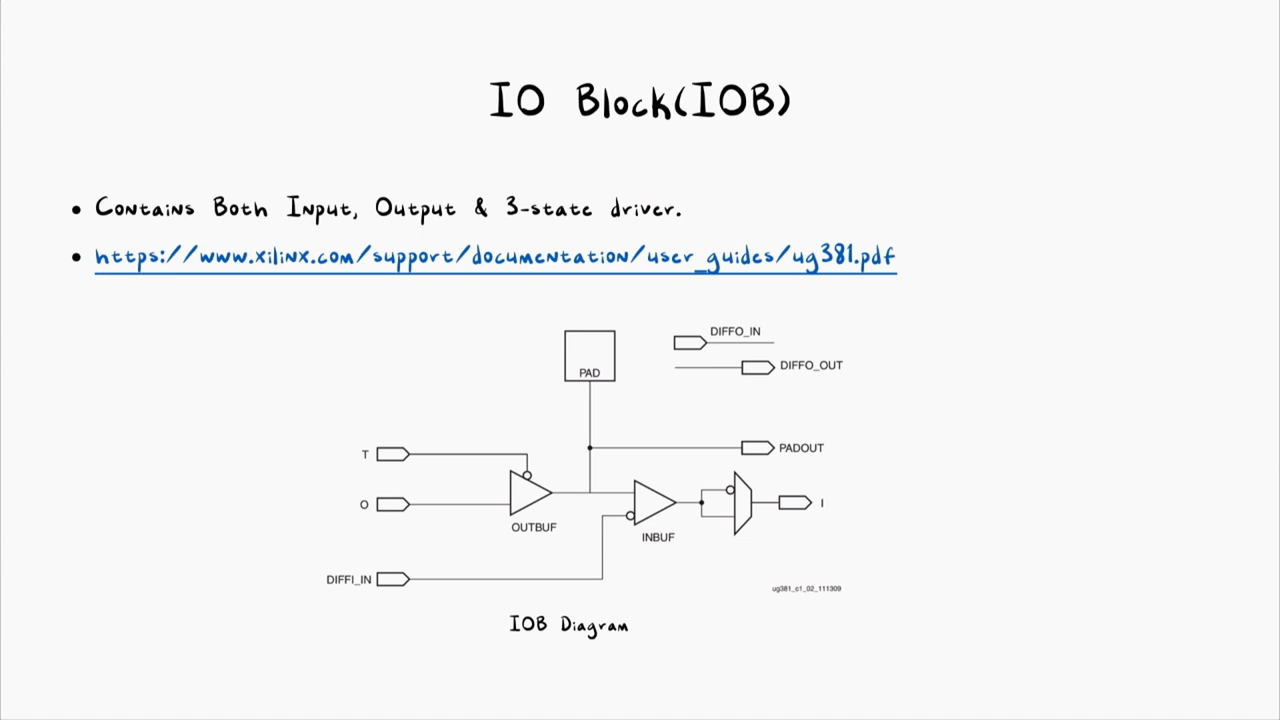 IO Block(IOB)
• Contains Both Input, Output & 3-state driver.
• https://www.xilinx.com/support/documentation/user_guides/ug381.pdf
DIFFO_IN
PAD
DIFFO_OUT
T
PADOUT
O
I
OUTBUF
INBUF
DIFFI_IN
ug381_c1_02_111309
IOB Diagram